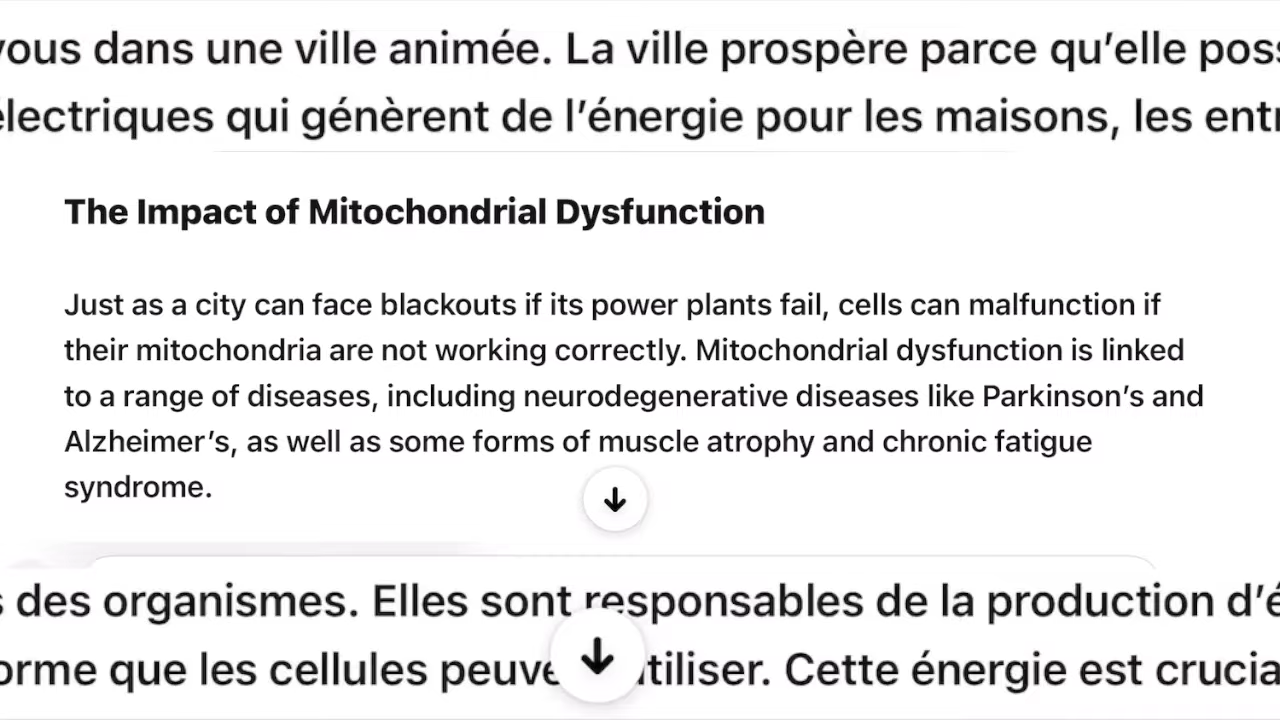 vous dans une ville animée. La ville prospère parce qu’elle poss
électriques qui génèrent de l’énergie pour les maisons, les entr
The Impact of Mitochondrial Dysfunction
Just as a city can face blackouts if its power plants fail, cells can malfunction if
their mitochondria are not working correctly. Mitochondrial dysfunction is linked
to a range of diseases, including neurodegenerative diseases like Parkinson’s and
Alzheimer’s, as well as some forms of muscle atrophy and chronic fatigue
syndrome.
s des organismes. Elles sont responsables de la production d’é
orme que les cellules peuve tiliser. Cette énergie est crucia